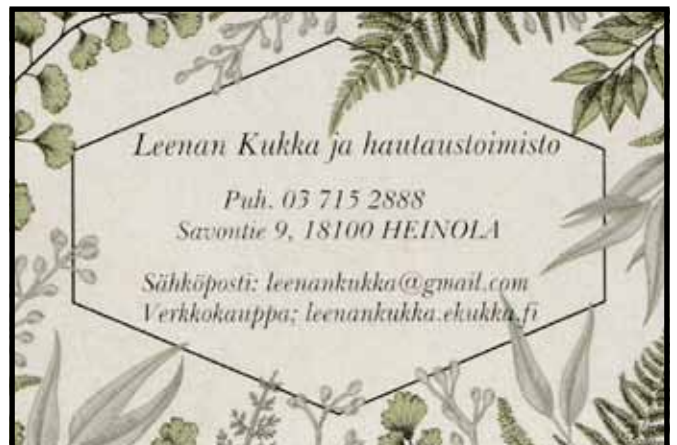 Leenan Kukka ja hautaustoimisto
Puh. 03 715 2888
Savontie 9, 18100 HEINOLA
Sähköposti: leenankukka@gmail.com
Verkkokauppa; leenankukka.ekukka.fi